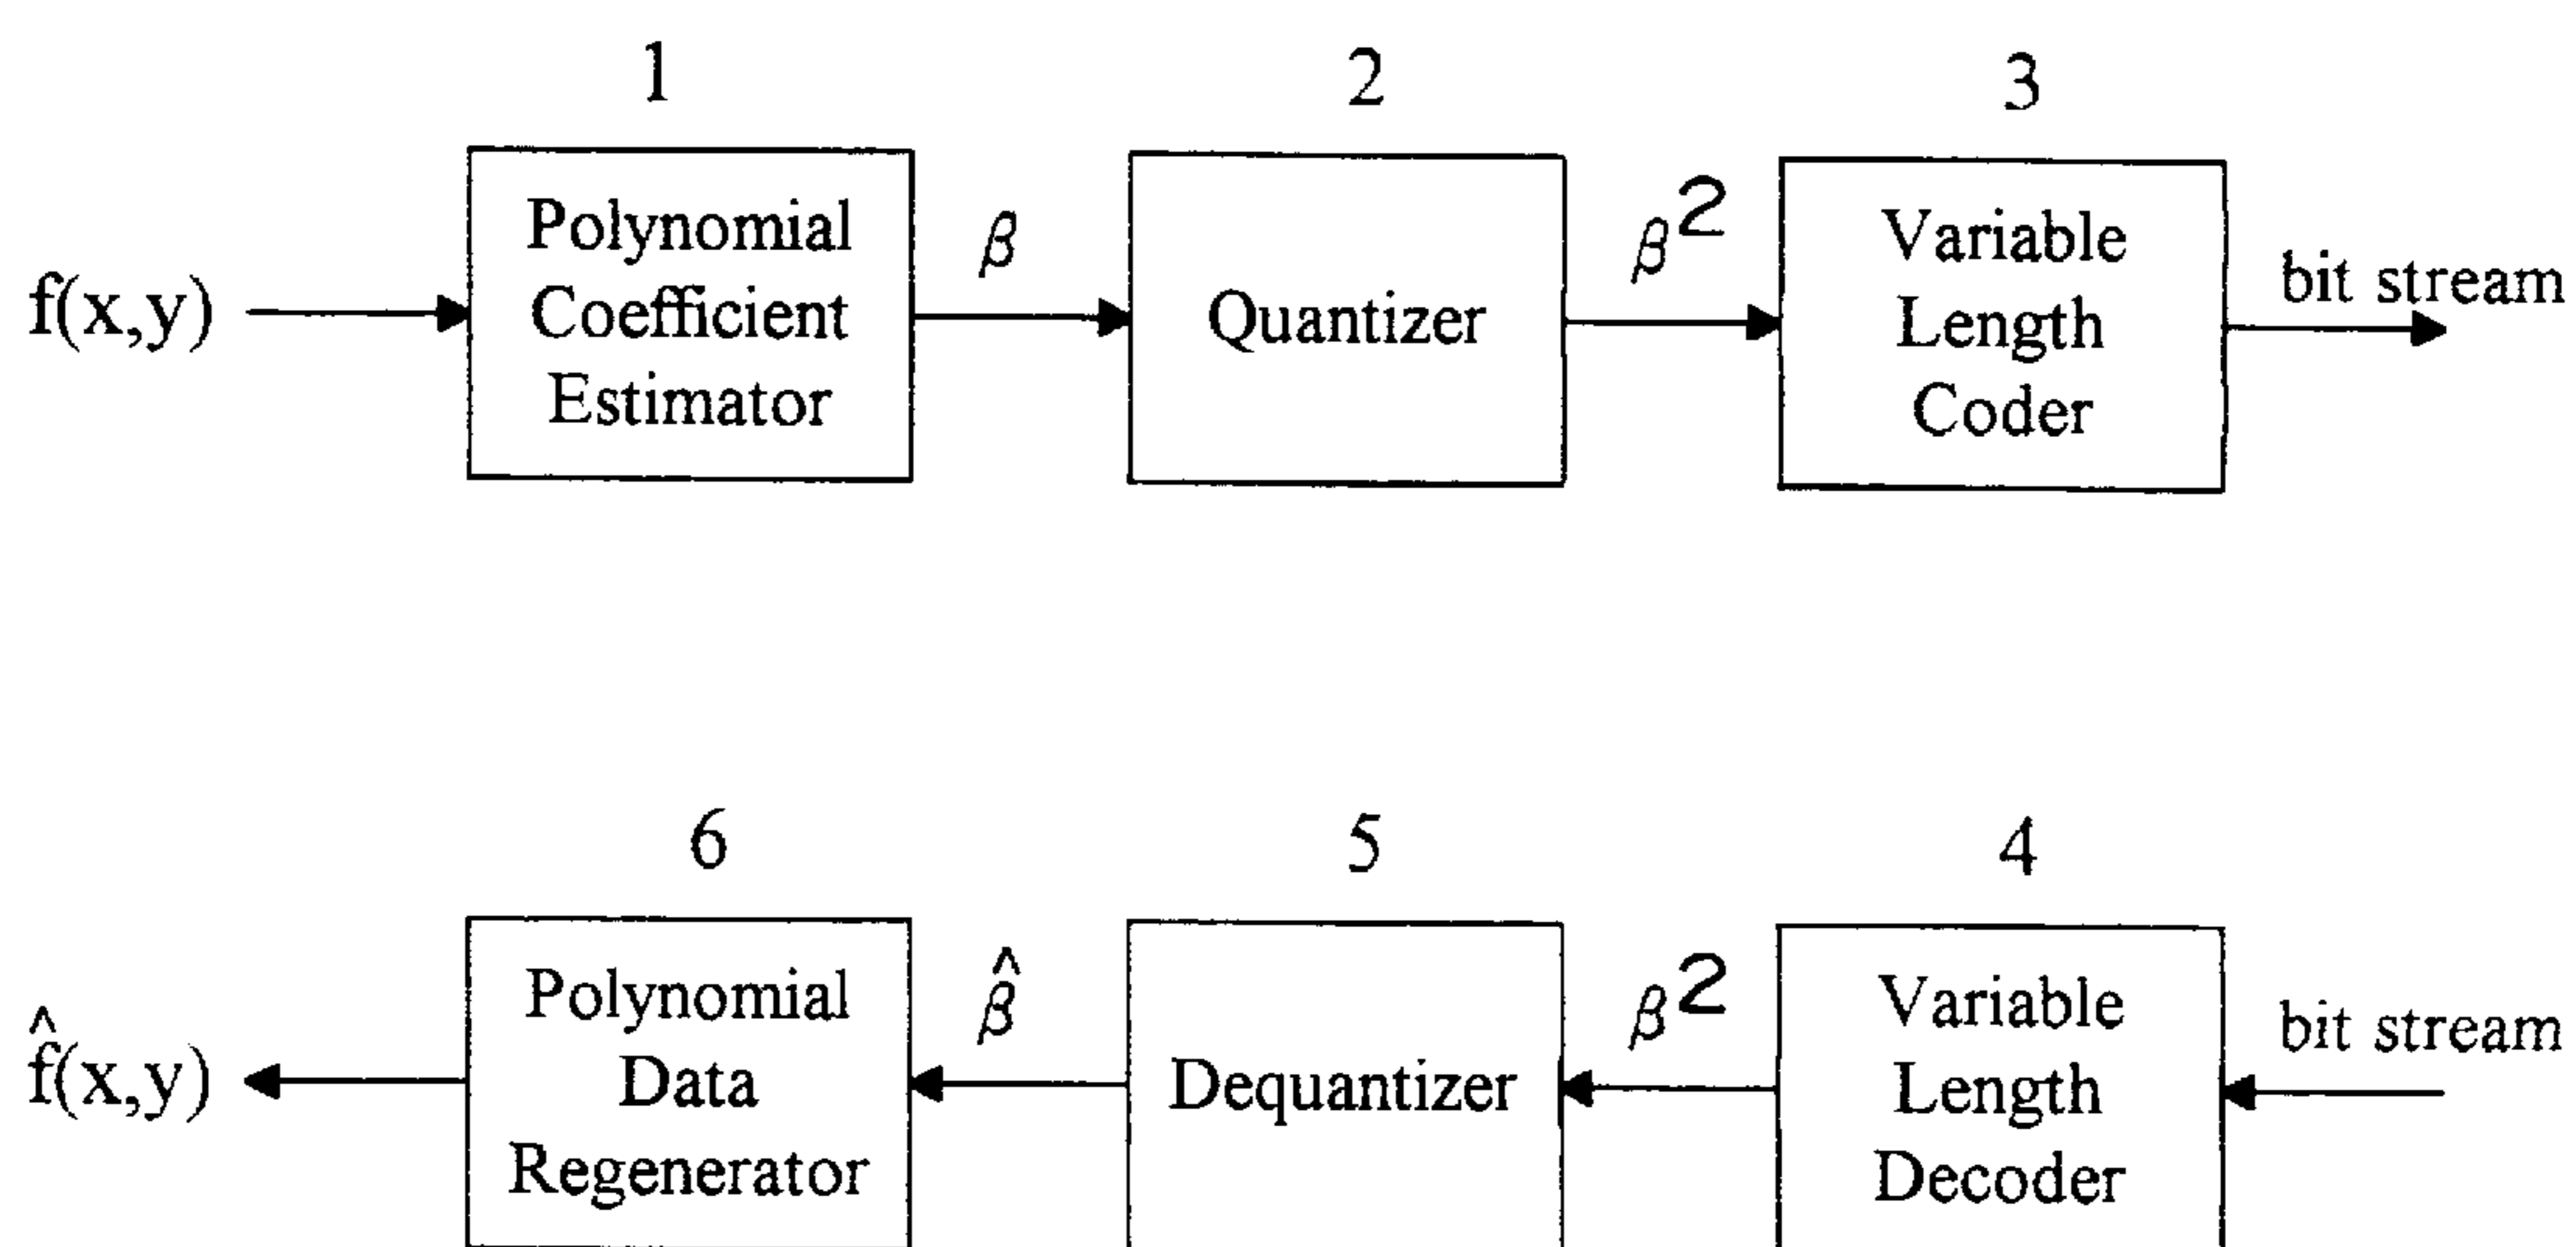 1
2
3
f(x,y)
Polynomial
Coefficient
Estimator
β
Quantizer
β²
Variable
Length
Coder
bit stream
6
5
4
f̂(x,y)
Polynomial
Data
Regenerator
β̂
Dequantizer
β²
Variable
Length
Decoder
bit stream